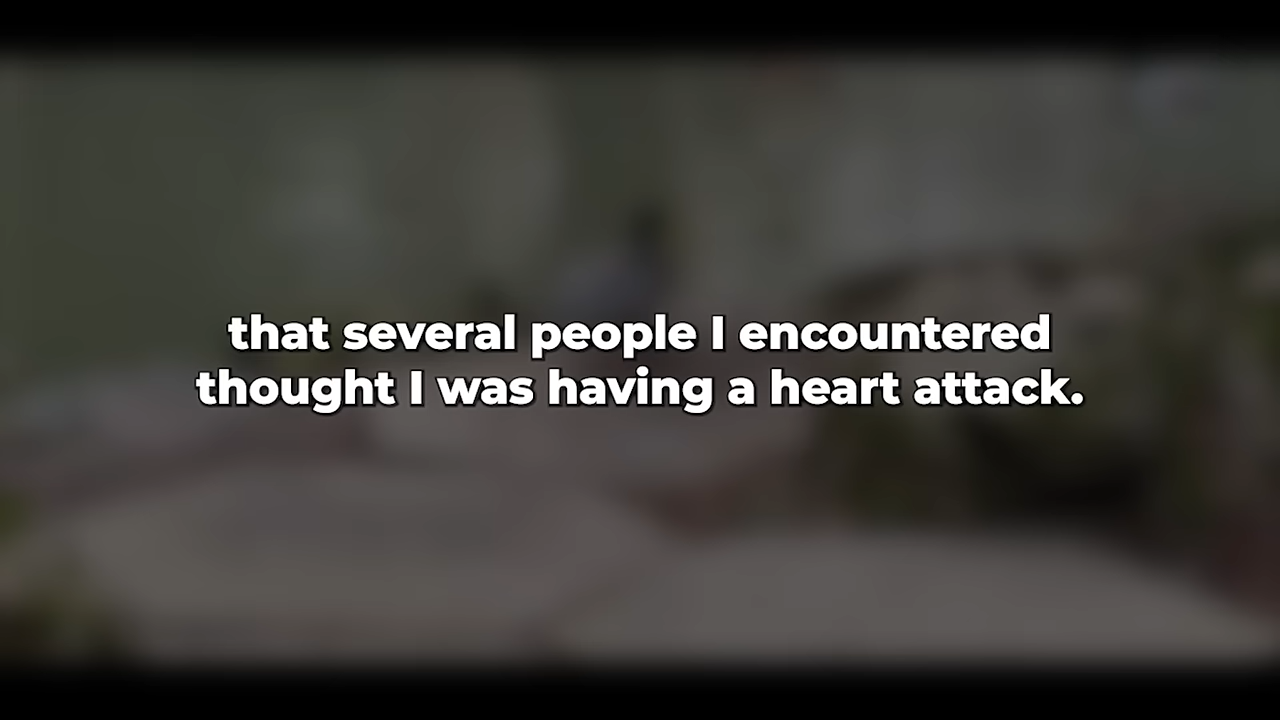 that several people I encountered
thought I was having a heart attack.